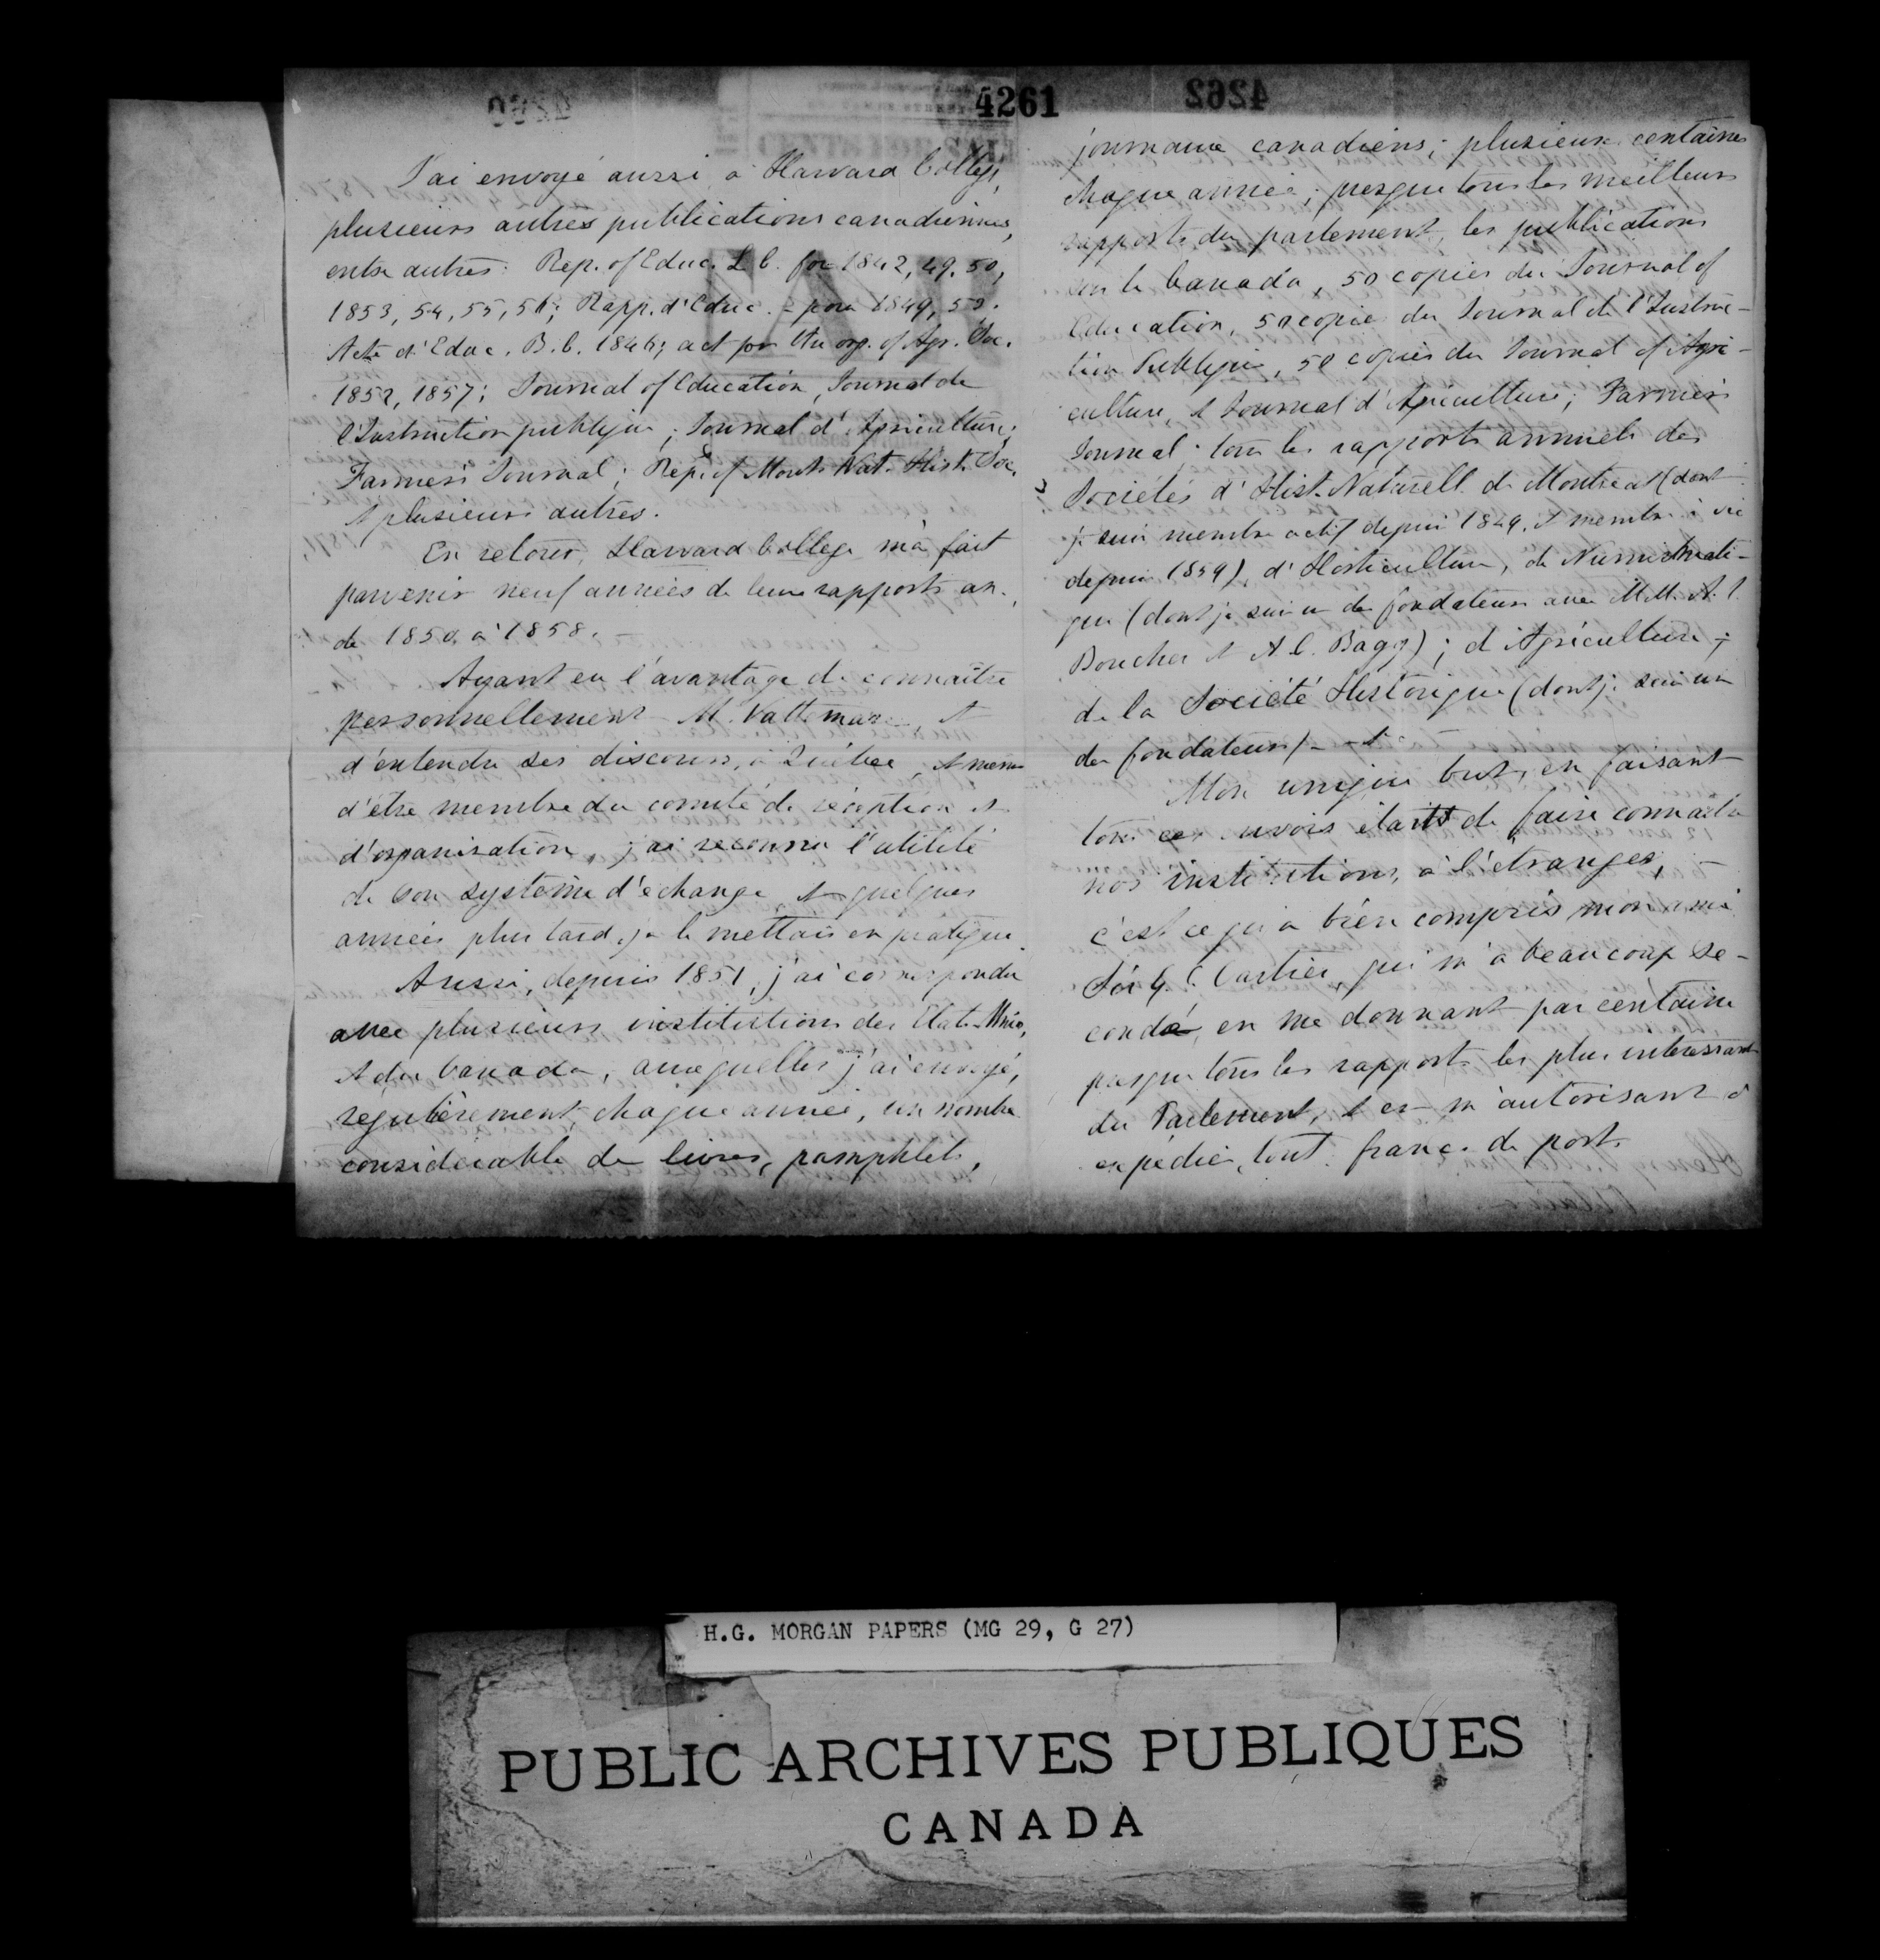 4261
J'ai envoyé aussi à Harvard College,
plusieurs autres publications canadiennes,
entre autres: Rep. of Educ. L. C. for 1842, 49, 50,
1853, 54, 55, 56; Rapp. d'Educ. - pour 1849, 50.
Acte d'Educ. B. C. 1846; act for the org. of Agr. Soc.
1852, 1857; Journal of Education, Journal de
l'Instruction publique; Journal d'Agriculture;
Farmer's Journal; Rep. of Mont. Nat. Hist. Soc.
& plusieurs autres.
En retour, Harvard College m'a fait
parvenir neuf années de leurs rapports an.,
de 1850 à 1858.
Ayant eu l'avantage de connaître
personnellement M. Vattemare, &
d'entendre ses discours, à Québec, & même
d'être membre du comité de réception &
d'organisation, j'ai reconnu l'utilité
de son système d'échange, & quelques
années plus tard, je le mettais en pratique.
Aussi, depuis 1851, j'ai correspondu
avec plusieurs institutions des Etats-Unis,
& du Canada, auxquelles j'ai envoyé,
régulièrement, chaque année, un nombre
considérable de livres, pamphlets,
4262
journaux canadiens; plusieurs centaines
chaque année; presque tous les meilleurs
rapports du parlement, les publications
sur le Canada, 50 copies du Journal of
Education, 50 copies du Journal de l'Instruc-
tion Publique, 50 copies du Journal of Agri-
culture, & Journal d'Agriculture; Farmer's
Journal; tous les rapports annuels des
Sociétés d'Hist. Naturelle de Montréal (dont
je suis membre actif depuis 1849, & membre à vie
depuis 1859), d'Horticulture, de Numismati-
que (dont je suis un des fondateurs avec MM.
Boucher & A. C. Bagg); d'Agriculture;
de la Société Historique (dont je suis un
des fondateurs)
Mon unique but, en faisant
tous ces envois étant de faire connaître
nos institutions, à l'étranger,
c'est ce qu'a bien compris mon ami
Sir G. E. Cartier, qui m'a beaucoup se-
condé, en me donnant par centaine
presque tous les rapports les plus intéressants
du Parlement, & en m'autorisant à
expédier, tout franc de port.
H.G. MORGAN PAPERS (MG 29, G 27)
PUBLIC ARCHIVES PUBLIQUES
CANADA